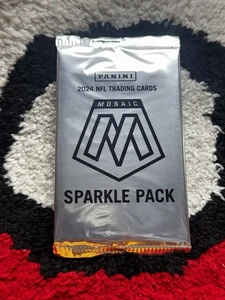 PANINI
2024 NFL TRADING CARDS
MOSAIC
M
SPARKLE PACK